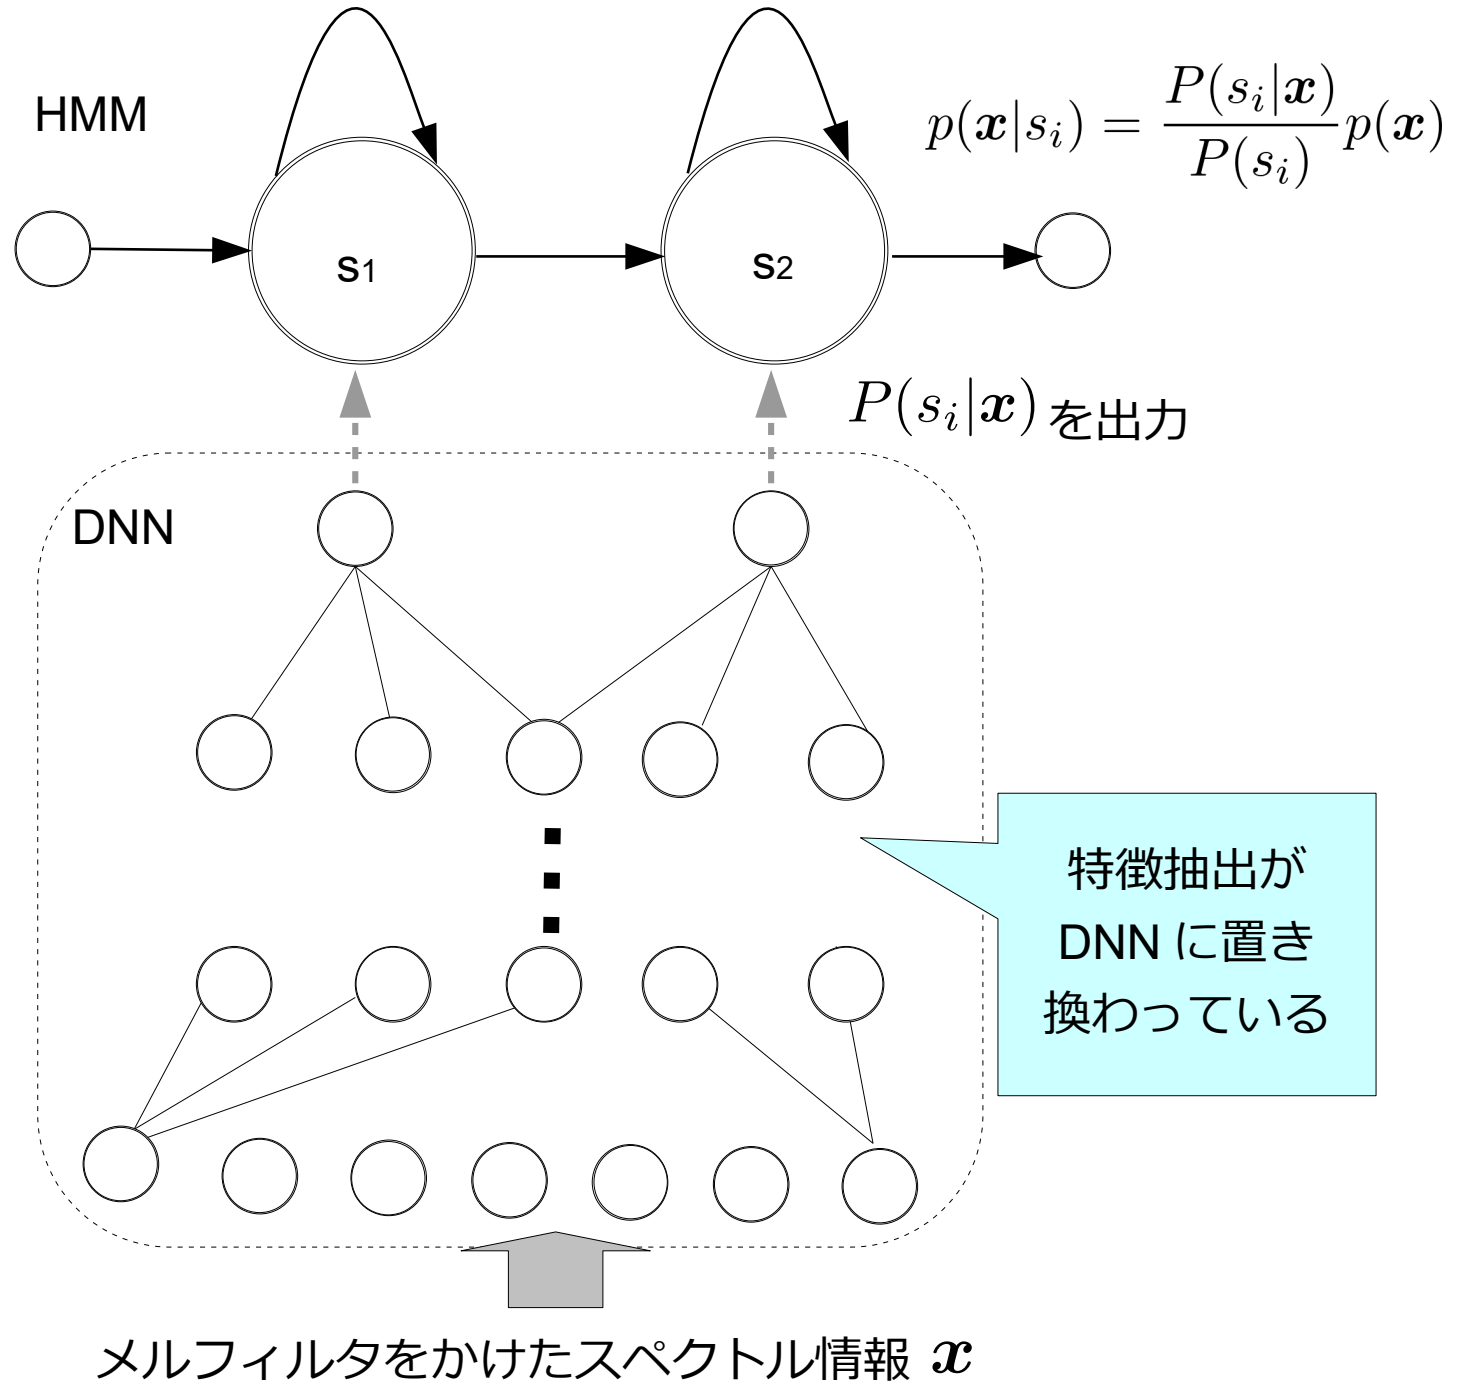 HMM
p(x|s_i) = \frac{P(s_i|x)}{P(s_i)} p(x)
s1
s2
P(s_i|x) を出力
DNN
特徴抽出が
DNN に置き
換わっている
メルフィルタをかけたスペクトル情報 x